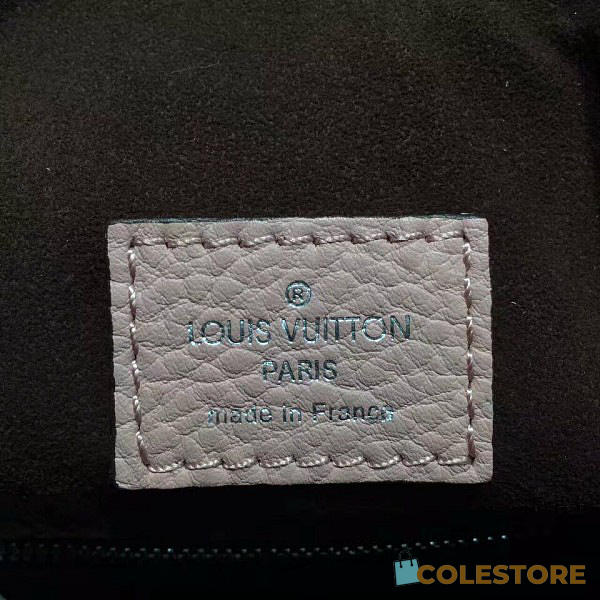 ®
LOUIS VUITTON
PARIS
made in France
COLESTORE